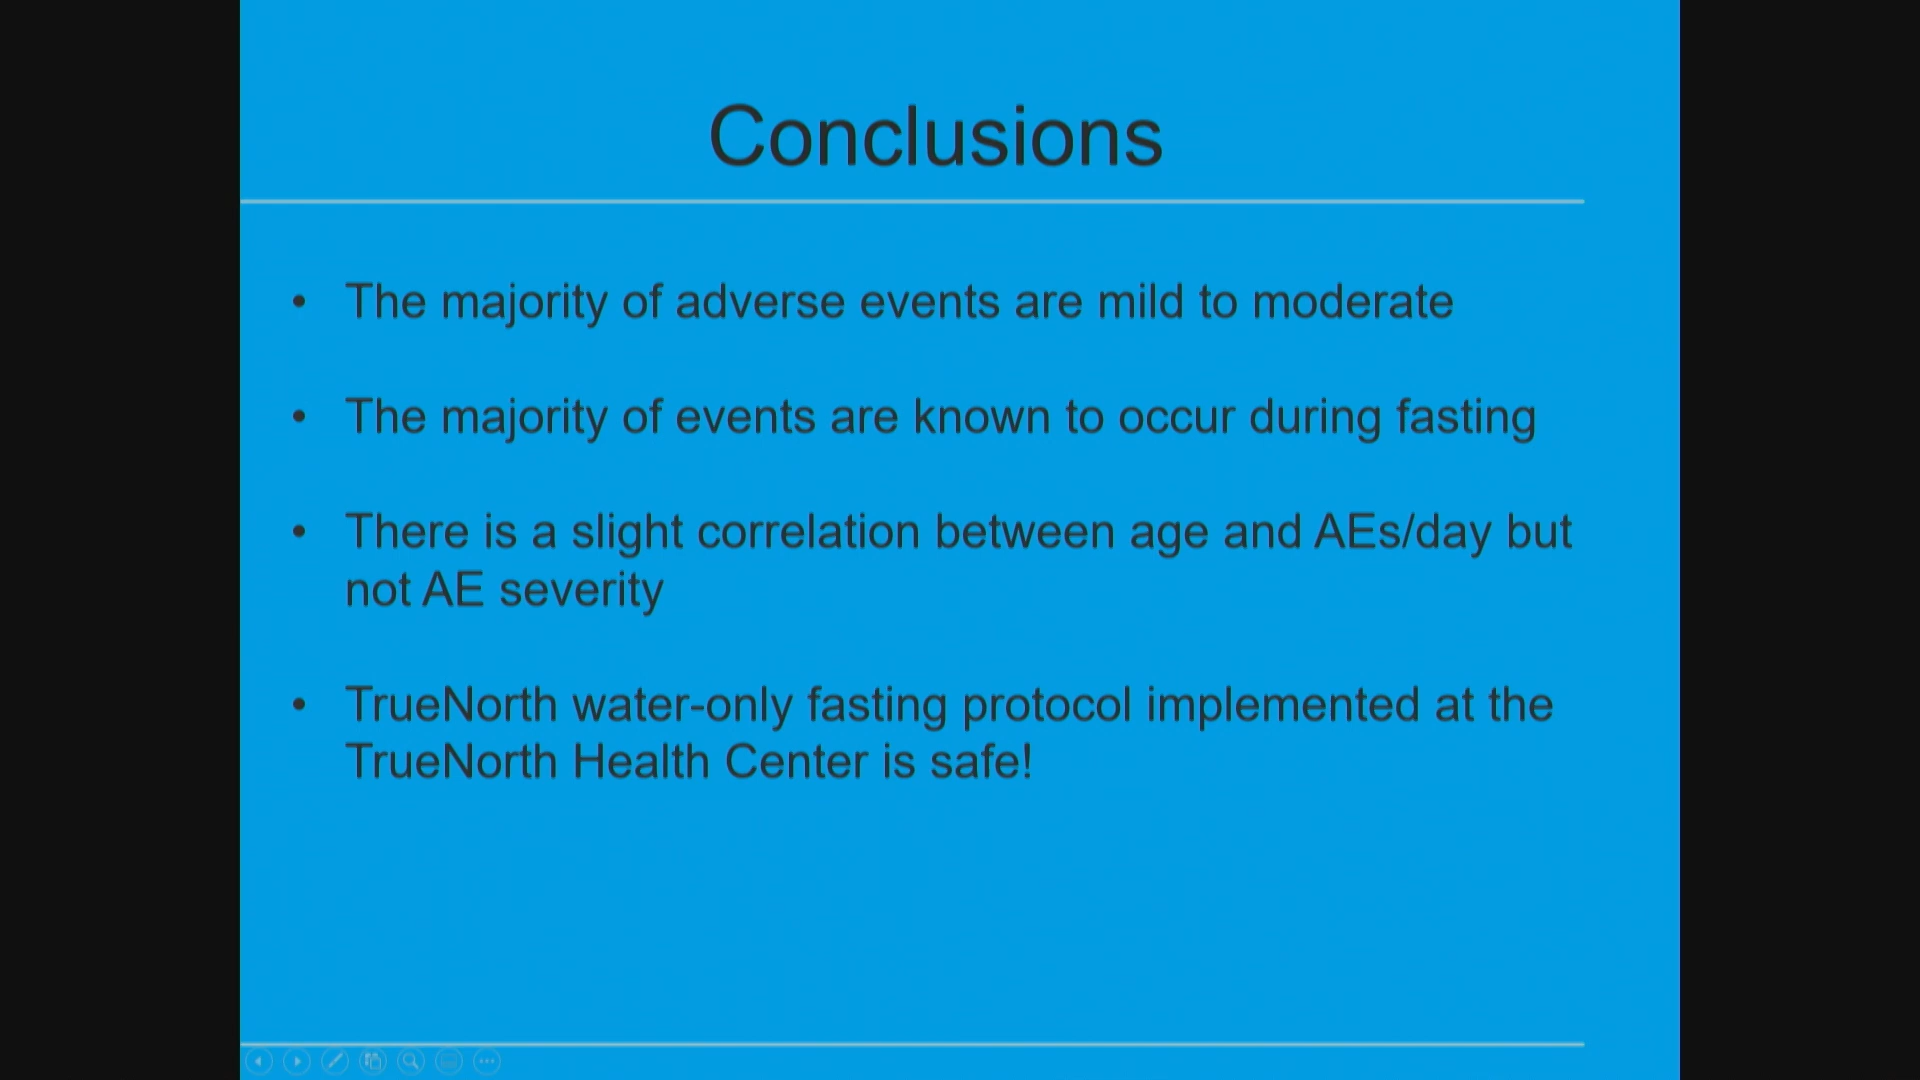 Conclusions
• The majority of adverse events are mild to moderate
• The majority of events are known to occur during fasting
• There is a slight correlation between age and AEs/day but
not AE severity
• TrueNorth water-only fasting protocol implemented at the
TrueNorth Health Center is safe!